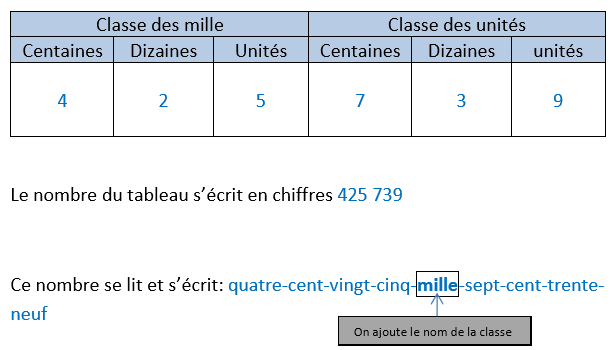 Classe des mille Classe des unités
Centaines Dizaines Unités Centaines Dizaines unités
4 2 5 7 3 9
Le nombre du tableau s’écrit en chiffres 425 739
Ce nombre se lit et s’écrit: quatre-cent-vingt-cinq-mille-sept-cent-trente-
neuf
On ajoute le nom de la classe